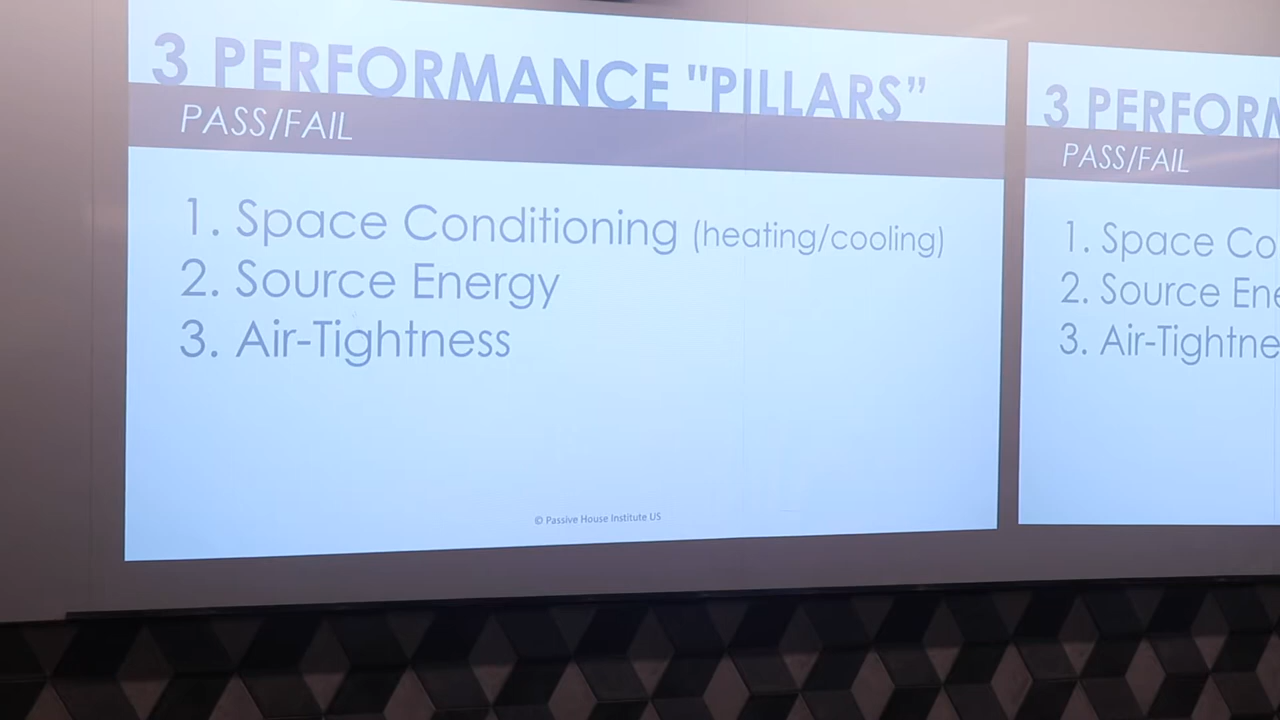 3 PERFORMANCE "PILLARS”
PASS/FAIL
1. Space Conditioning (heating/cooling)
2. Source Energy
3. Air-Tightness
© Passive House Institute US
3 PERFORM
PASS/FAIL
1. Space Co
2. Source Ene
3. Air-Tightne